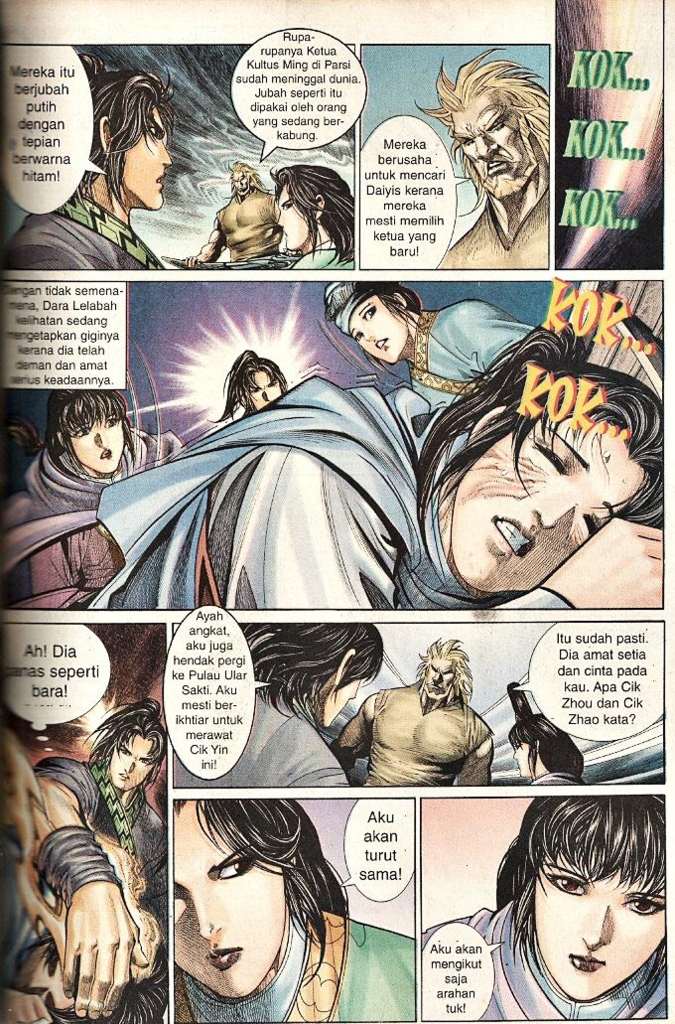 Mereka itu
berjubah
putih
dengan
tepian
berwarna
hitam!
Rupa-
rupanya Ketua
Kultus Ming di Parsi
sudah meninggal dunia.
Jubah seperti itu
dipakai oleh orang
yang sedang ber-
kabung.
Mereka
berusaha
untuk mencari
Daiyis kerana
mereka
mesti memilih
ketua yang
baru!
KOK...
KOK...
KOK...
Dengan tidak semena-
mena, Dara Lelabah
kelihatan sedang
mengetapkan giginya
kerana dia telah
deman dan amat
serius keadaannya.
KOK...
KOK...
Ah! Dia
panas seperti
bara!
Ayah
angkat,
aku juga
hendak pergi
ke Pulau Ular
Sakti. Aku
mesti ber-
ikhtiar untuk
merawat
Cik Yin
ini!
Itu sudah pasti.
Dia amat setia
dan cinta pada
kau. Apa Cik
Zhou dan Cik
Zhao kata?
Aku
akan
turut
sama!
Aku akan
mengikut
saja
arahan
tuk!